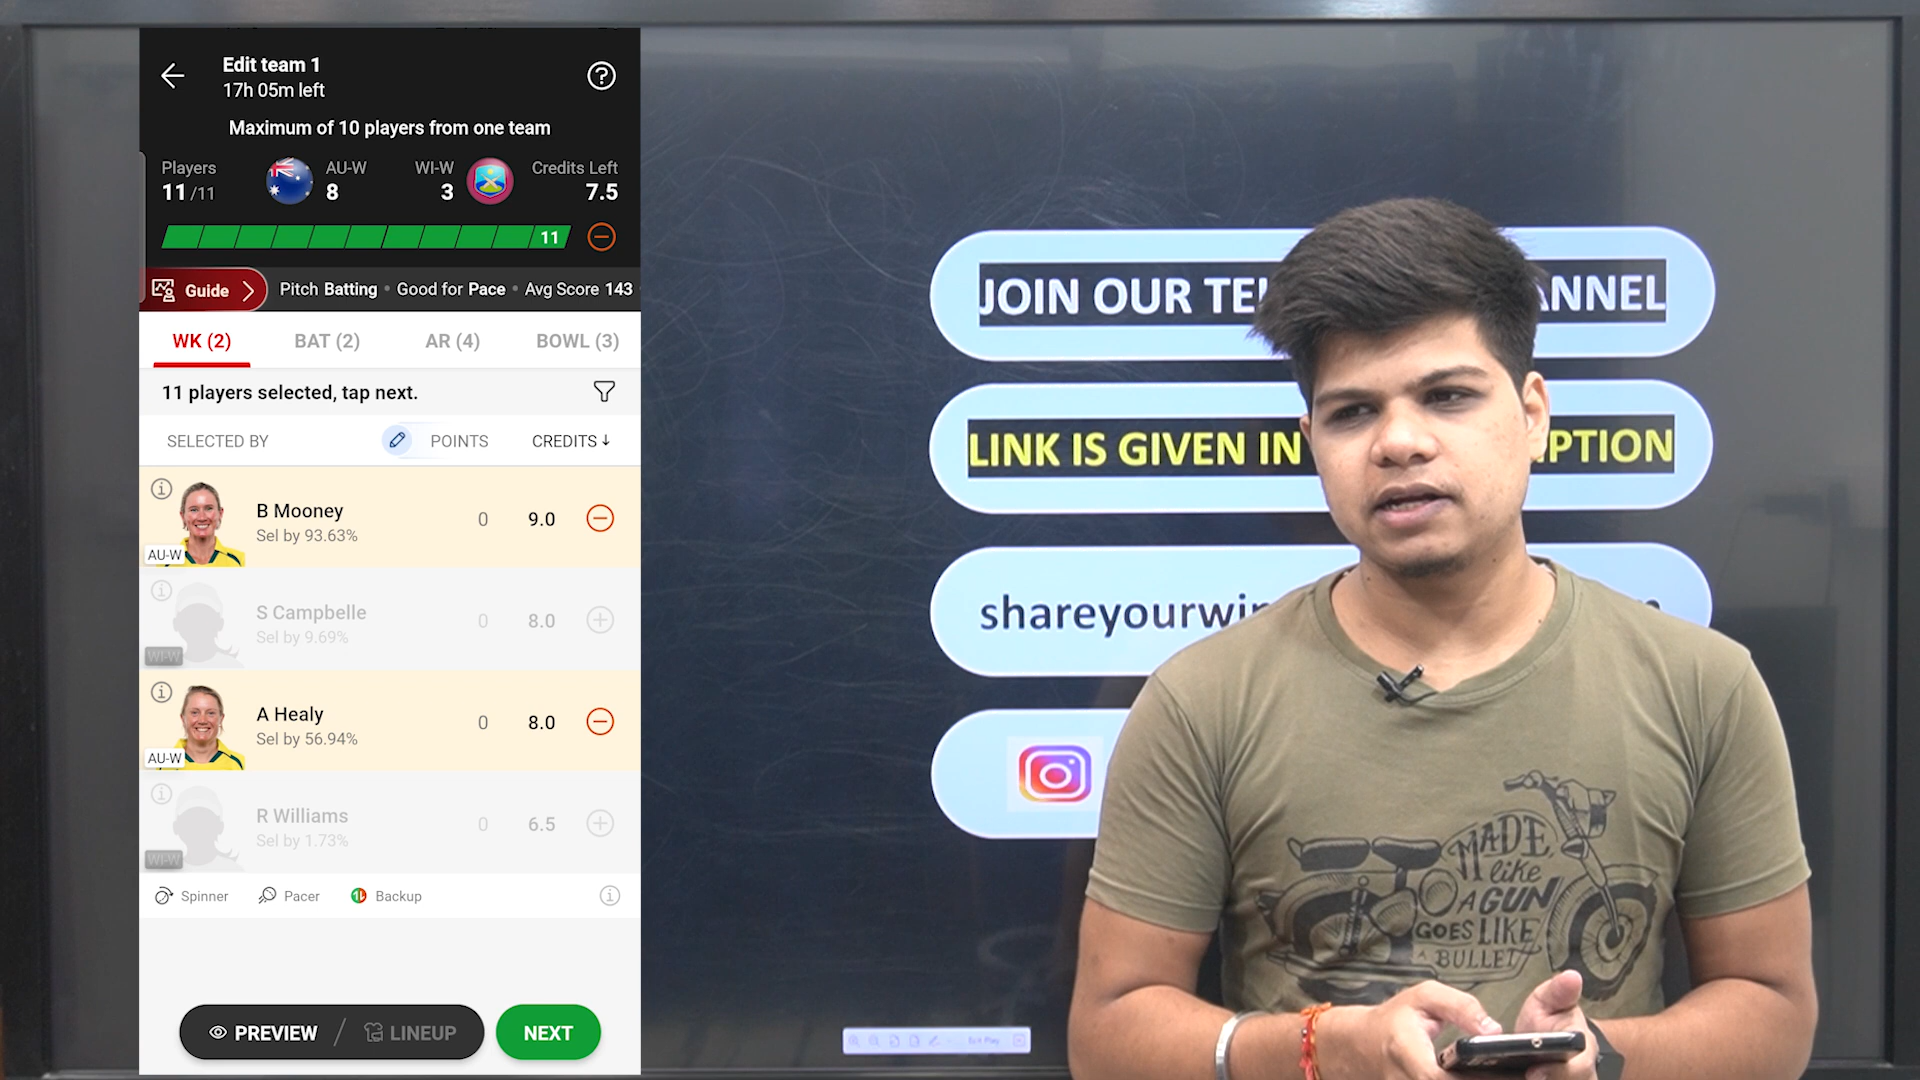 Edit team 1
17h 05m left
Maximum of 10 players from one team
Players
11/11
AU-W
8
WI-W
3
Credits Left
7.5
11
Guide
Pitch Batting • Good for Pace • Avg Score 143
WK (2)
BAT (2)
AR (4)
BOWL (3)
11 players selected, tap next.
SELECTED BY
POINTS
CREDITS ↓
B Mooney
Sel by 93.63%
0
9.0
AU-W
S Campbelle
Sel by 9.69%
0
8.0
WI-W
A Healy
Sel by 56.94%
0
8.0
AU-W
R Williams
Sel by 1.73%
0
6.5
WI-W
Spinner
Pacer
Backup
PREVIEW / LINEUP
NEXT
JOIN OUR
LINK IS GIVEN IN
MADE
like
A GUN
GOES LIKE
A BULLET